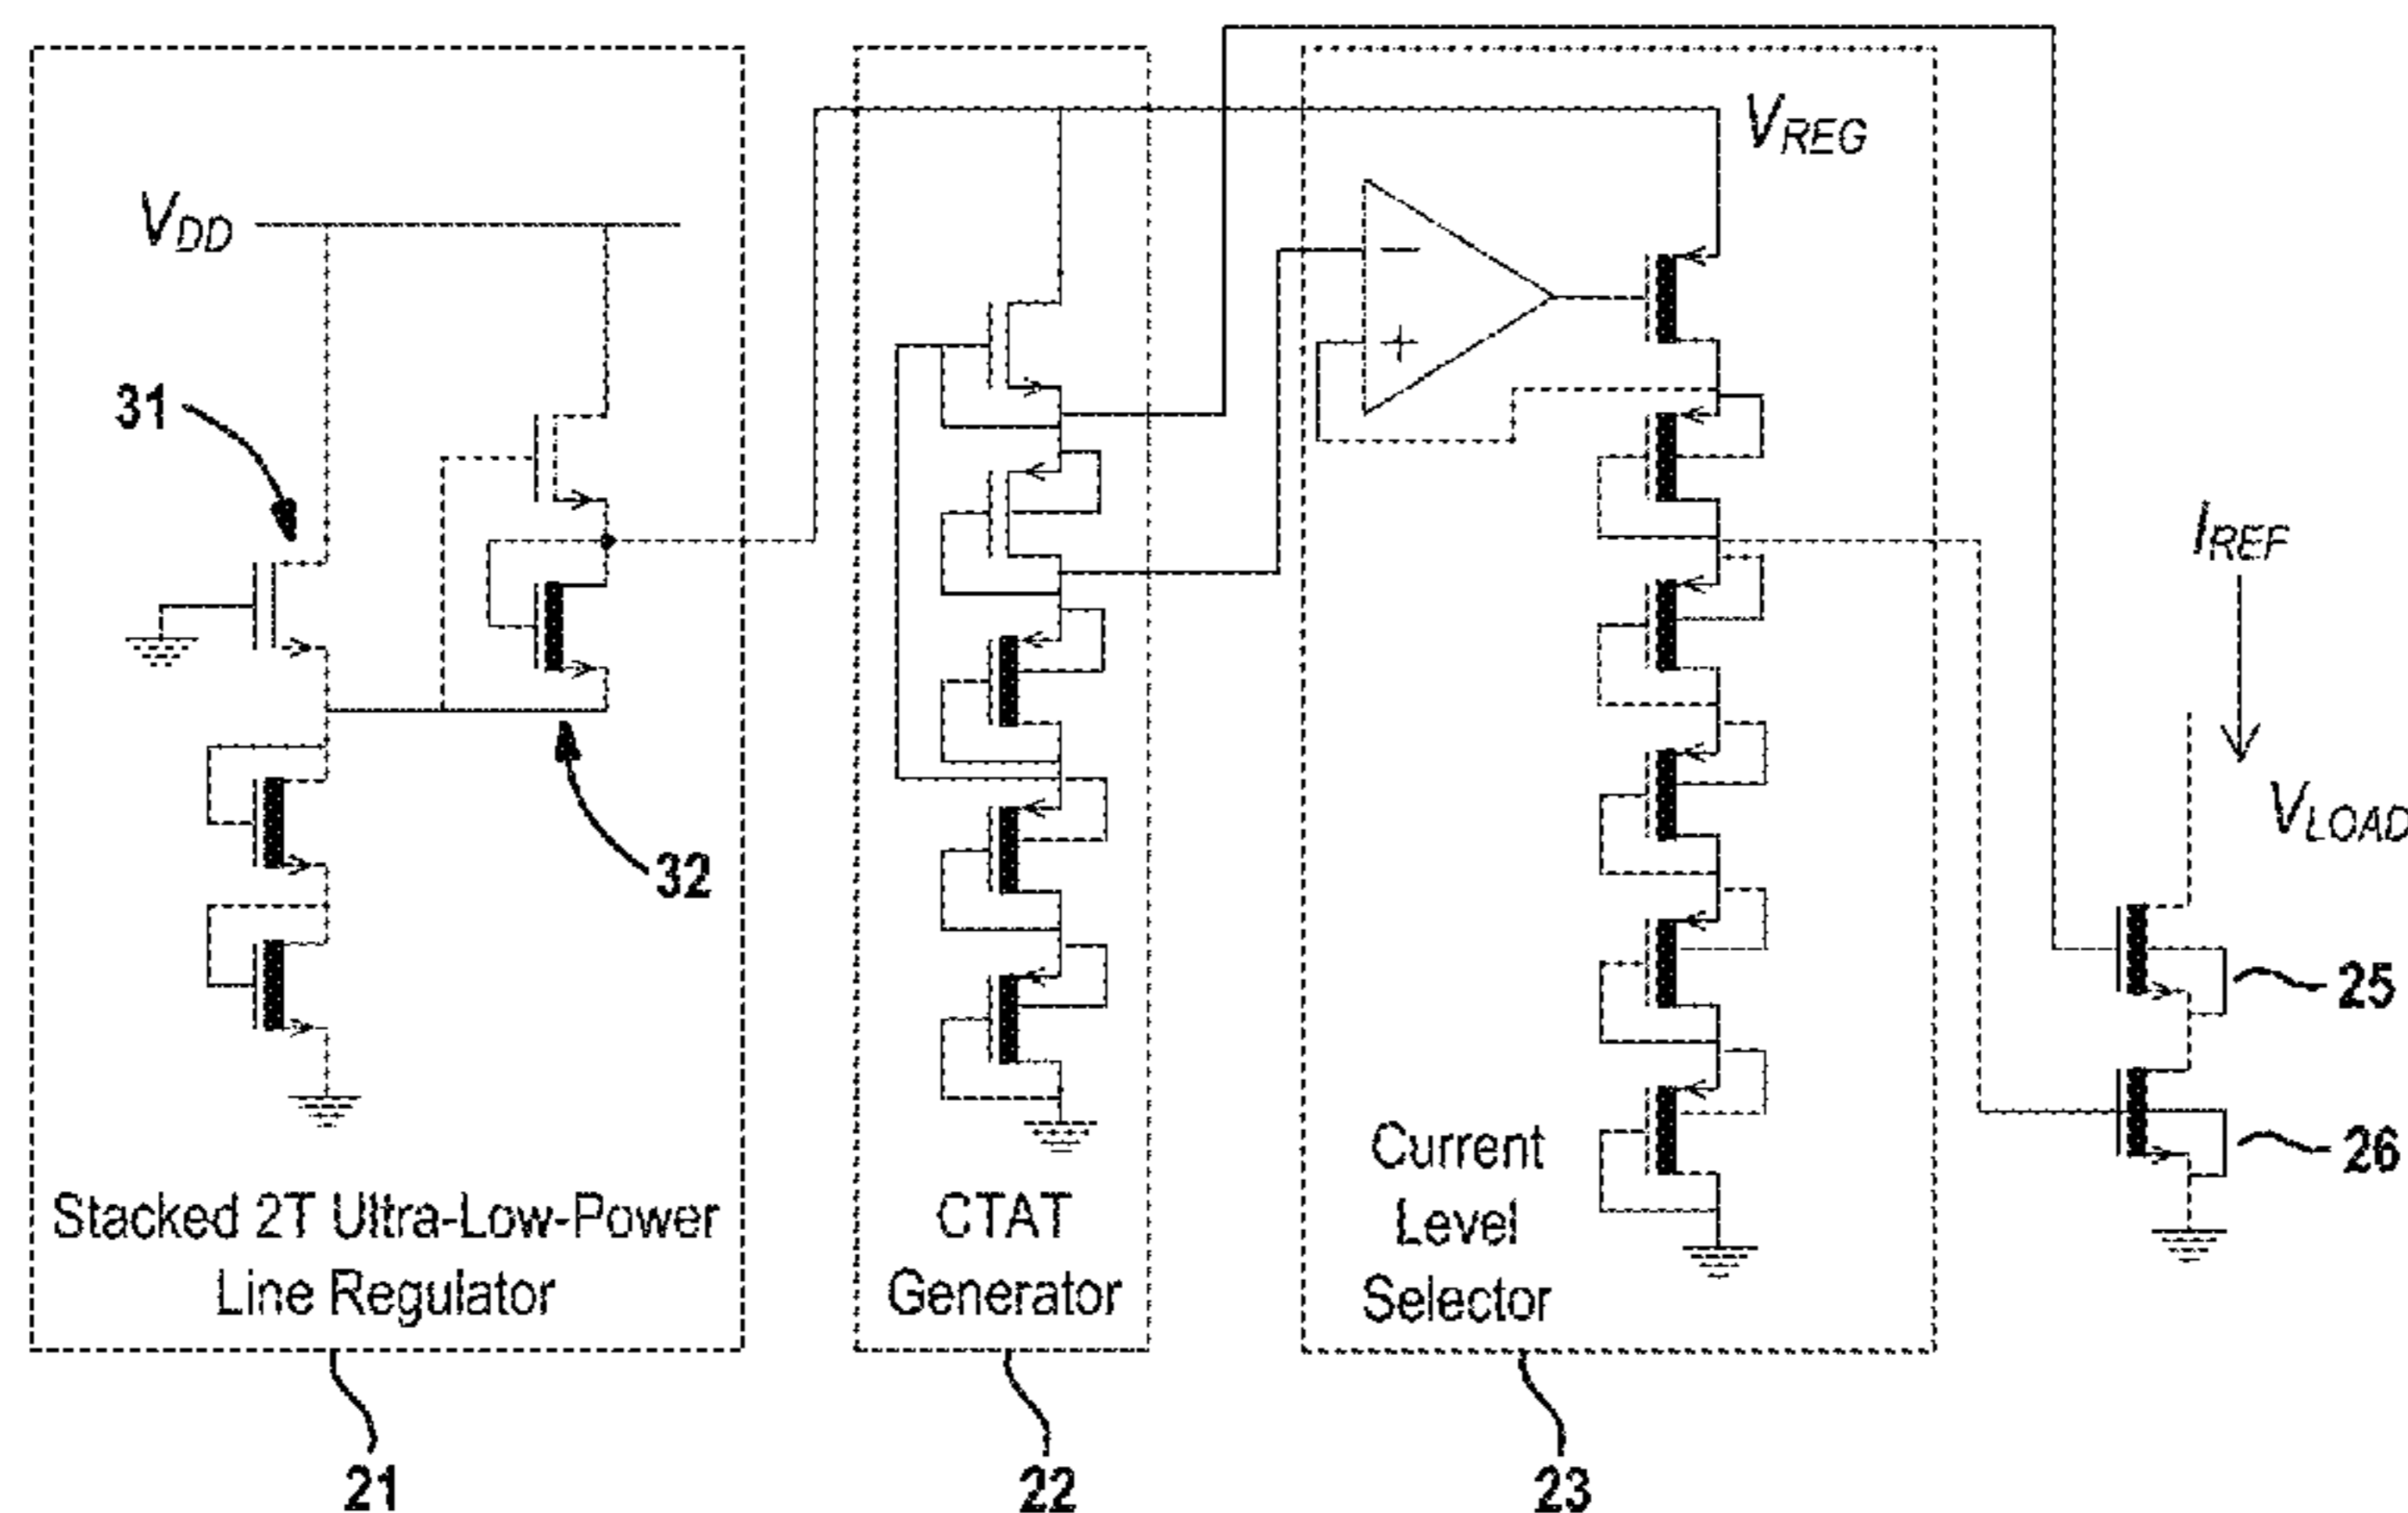 VDD
31
32
Stacked 2T Ultra-Low-Power
Line Regulator
21
CTAT
Generator
22
VREG
−
+
Current
Level
Selector
23
IREF
VLOAD
25
26